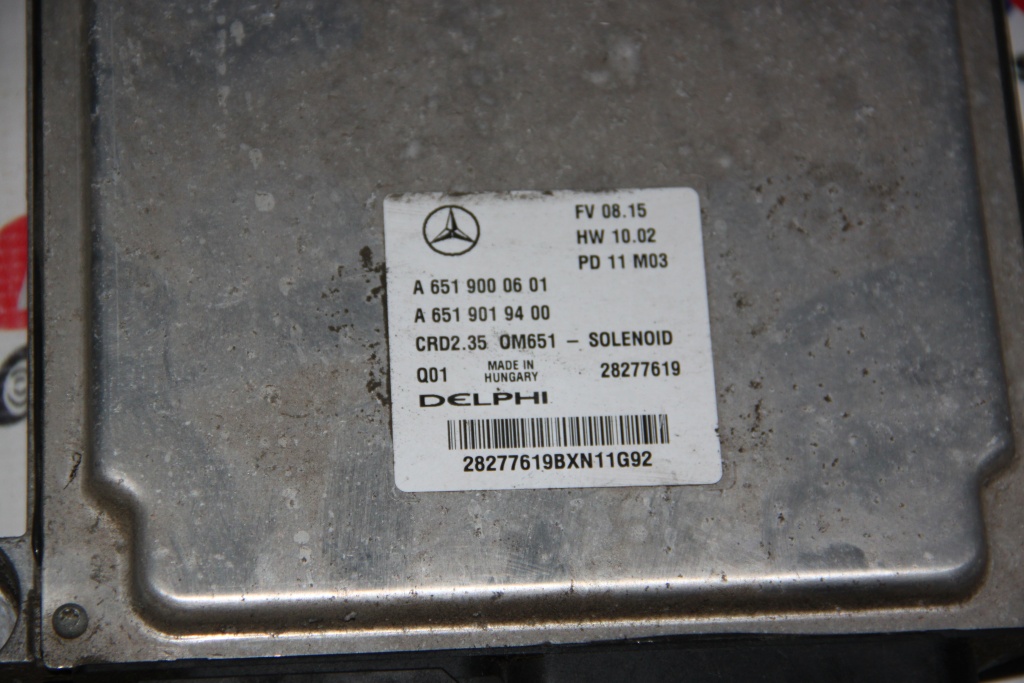 FV 08.15
HW 10.02
PD 11 M03
A 651 900 06 01
A 651 901 94 00
CRD2.35 OM651 – SOLENOID
Q01 MADE IN HUNGARY 28277619
DELPHI
28277619BXN11G92